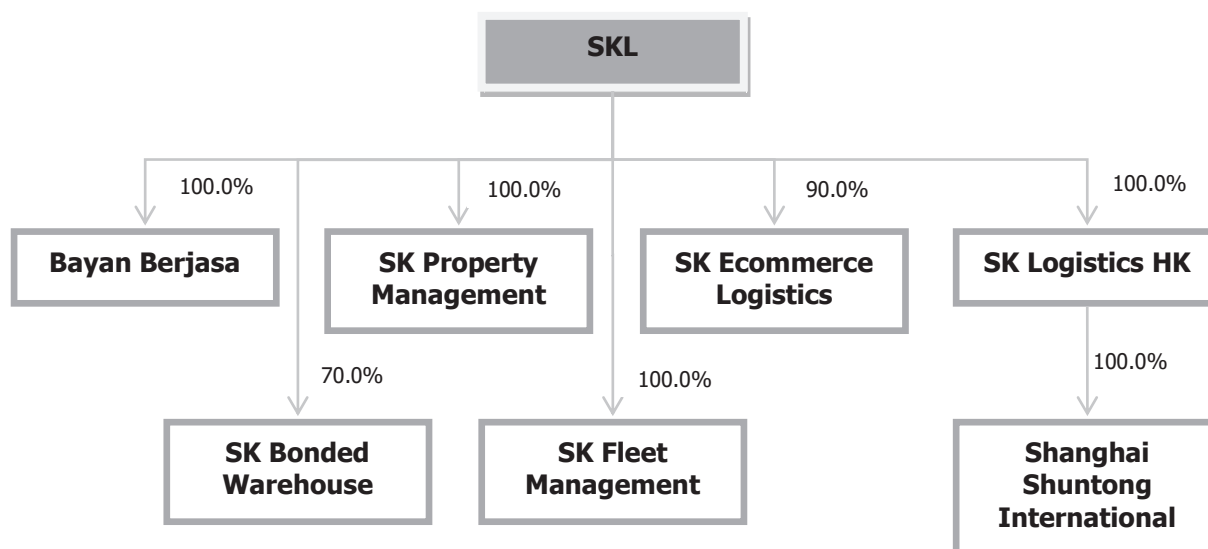 SKL
100.0%
100.0%
90.0%
100.0%
Bayan Berjasa
SK Property
Management
SK Ecommerce
Logistics
SK Logistics HK
70.0%
100.0%
100.0%
SK Bonded
Warehouse
SK Fleet
Management
Shanghai
Shuntong
International